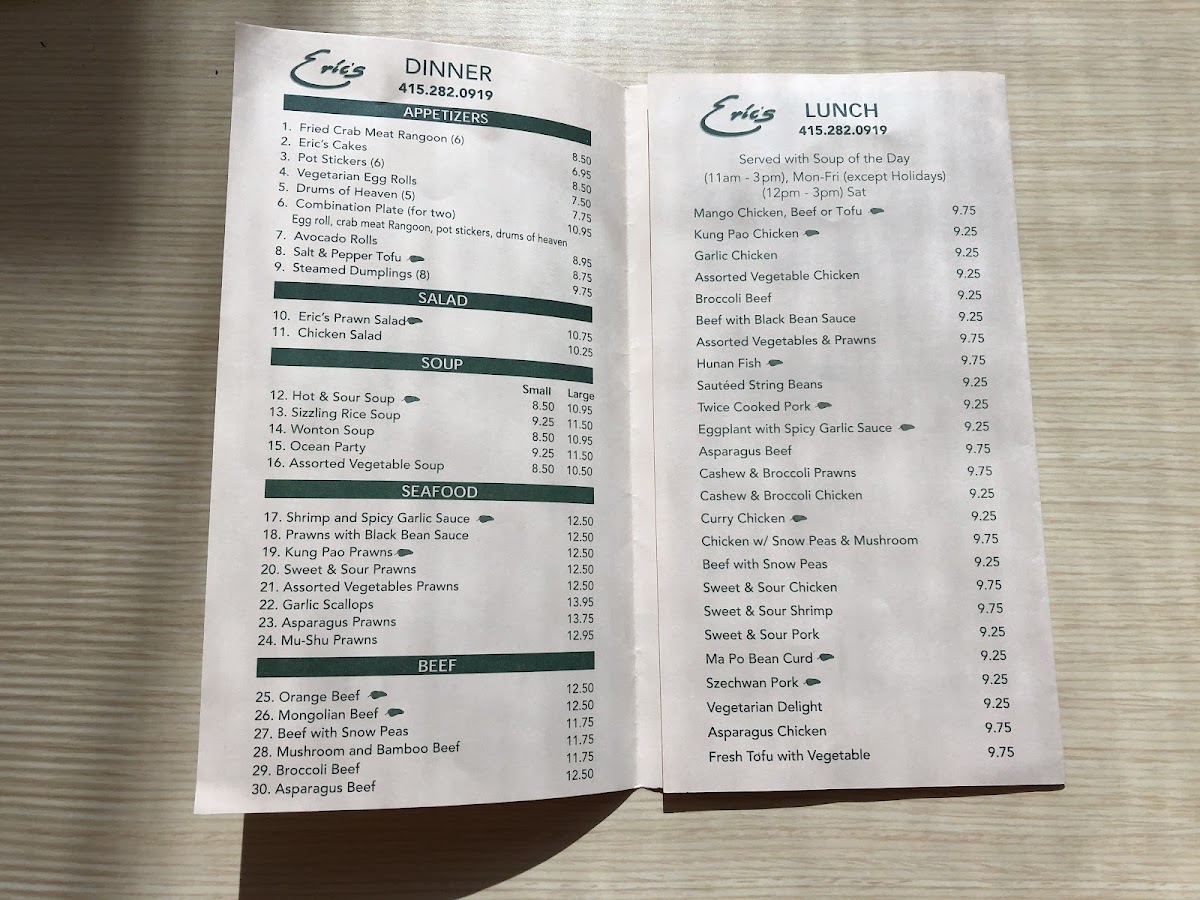 Eric's DINNER
415.282.0919
APPETIZERS
1. Fried Crab Meat Rangoon (6) 8.50
2. Eric's Cakes 6.95
3. Pot Stickers (6) 8.50
4. Vegetarian Egg Rolls 7.50
5. Drums of Heaven (5) 7.75
6. Combination Plate (for two) 10.95
Egg roll, crab meat Rangoon, pot stickers, drums of heaven
7. Avocado Rolls 8.95
8. Salt & Pepper Tofu 8.75
9. Steamed Dumplings (8) 9.75
SALAD
10. Eric's Prawn Salad 10.75
11. Chicken Salad 10.25
SOUP
Small Large
12. Hot & Sour Soup 8.50 10.95
13. Sizzling Rice Soup 9.25 11.50
14. Wonton Soup 8.50 10.95
15. Ocean Party 9.25 11.50
16. Assorted Vegetable Soup 8.50 10.50
SEAFOOD
17. Shrimp and Spicy Garlic Sauce 12.50
18. Prawns with Black Bean Sauce 12.50
19. Kung Pao Prawns 12.50
20. Sweet & Sour Prawns 12.50
21. Assorted Vegetables Prawns 12.50
22. Garlic Scallops 13.95
23. Asparagus Prawns 13.75
24. Mu-Shu Prawns 12.95
BEEF
25. Orange Beef 12.50
26. Mongolian Beef 12.50
27. Beef with Snow Peas 11.75
28. Mushroom and Bamboo Beef 11.75
29. Broccoli Beef 11.75
30. Asparagus Beef 12.50
Eric's LUNCH
415.282.0919
Served with Soup of the Day
(11am - 3pm), Mon-Fri (except Holidays)
(12pm - 3pm) Sat
Mango Chicken, Beef or Tofu 9.75
Kung Pao Chicken 9.25
Garlic Chicken 9.25
Assorted Vegetable Chicken 9.25
Broccoli Beef 9.25
Beef with Black Bean Sauce 9.25
Assorted Vegetables & Prawns 9.75
Hunan Fish 9.75
Sautéed String Beans 9.25
Twice Cooked Pork 9.25
Eggplant with Spicy Garlic Sauce 9.25
Asparagus Beef 9.75
Cashew & Broccoli Prawns 9.75
Cashew & Broccoli Chicken 9.25
Curry Chicken 9.25
Chicken w/ Snow Peas & Mushroom 9.75
Beef with Snow Peas 9.25
Sweet & Sour Chicken 9.75
Sweet & Sour Shrimp 9.75
Sweet & Sour Pork 9.25
Ma Po Bean Curd 9.25
Szechwan Pork 9.25
Vegetarian Delight 9.25
Asparagus Chicken 9.75
Fresh Tofu with Vegetable 9.75